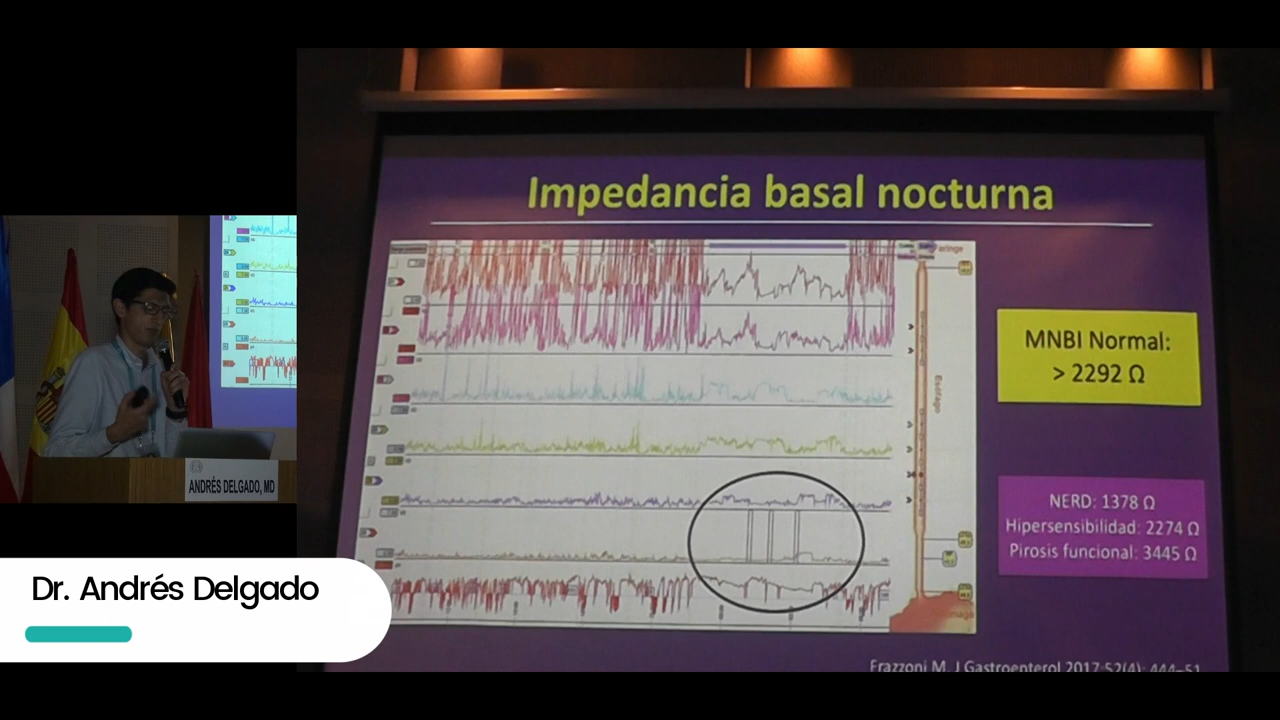 Impedancia basal nocturna
Esófago
MNBI Normal:
> 2292 Ω
NERD: 1378 Ω
Hipersensibilidad: 2274 Ω
Pirosis funcional: 3445 Ω
Frazzoni M. J Gastroenterol 2017;52(4): 444–51
ANDRÉS DELGADO, MD
Dr. Andrés Delgado